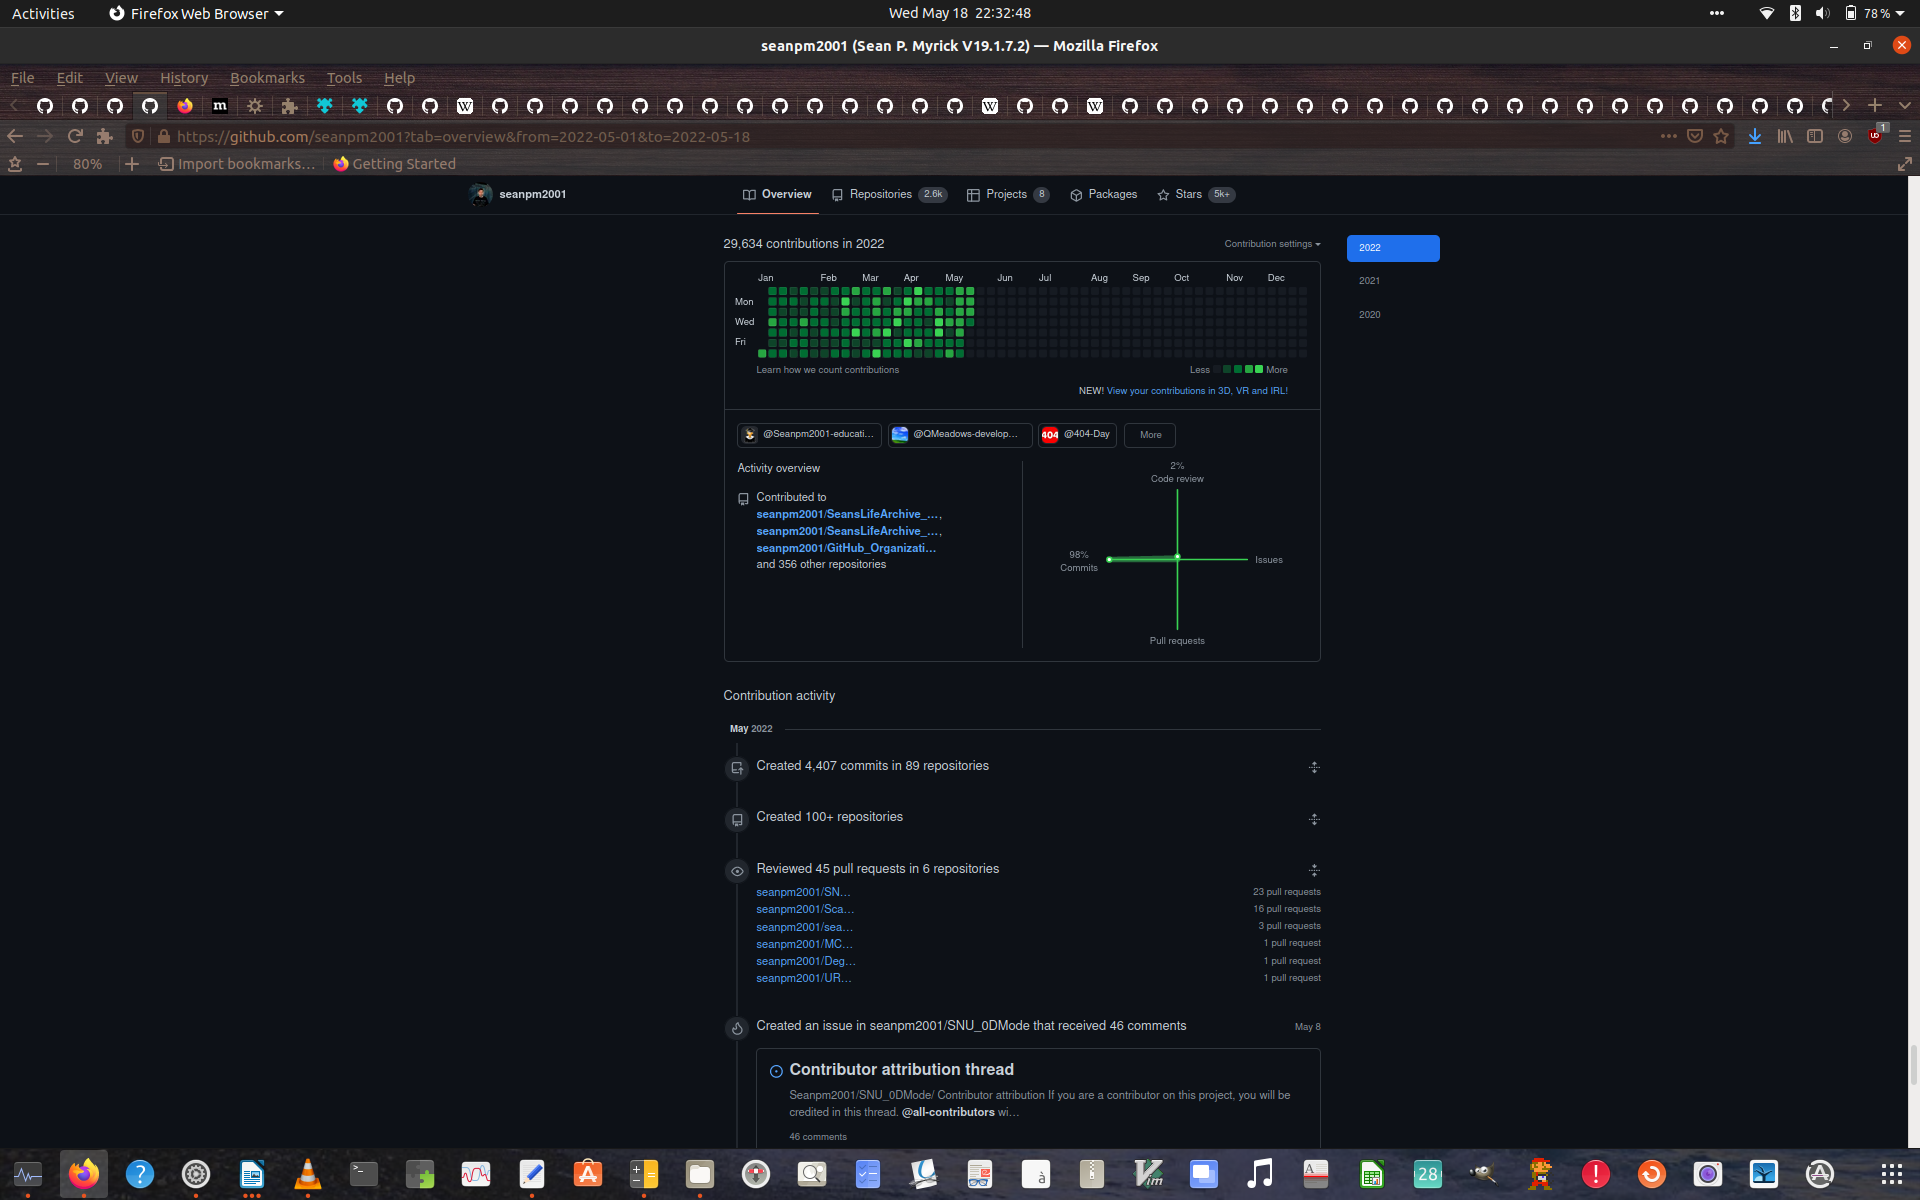 Activities
Firefox Web Browser
Wed May 18 22:32:48
78 %
seanpm2001 (Sean P. Myrick V19.1.7.2) — Mozilla Firefox
File Edit View History Bookmarks Tools Help
https://github.com/seanpm2001?tab=overview&from=2022-05-01&to=2022-05-18
1
80%
Import bookmarks...
Getting Started
seanpm2001
Overview
Repositories 2.6k
Projects 8
Packages
Stars 5k+
29,634 contributions in 2022
Contribution settings
2022
2021
2020
Jan Feb Mar Apr May Jun Jul Aug Sep Oct Nov Dec
Mon
Wed
Fri
Learn how we count contributions
Less More
NEW! View your contributions in 3D, VR and IRL!
@Seanpm2001-educati...
@QMeadows-develop...
404 @404-Day
More
Activity overview
Contributed to
seanpm2001/SeansLifeArchive_...,
seanpm2001/SeansLifeArchive_...,
seanpm2001/GitHub_Organizati...
and 356 other repositories
2%
Code review
98%
Commits
Issues
Pull requests
Contribution activity
May 2022
Created 4,407 commits in 89 repositories
Created 100+ repositories
Reviewed 45 pull requests in 6 repositories
seanpm2001/SN... 23 pull requests
seanpm2001/Sca... 16 pull requests
seanpm2001/sea... 3 pull requests
seanpm2001/MC... 1 pull request
seanpm2001/Deg... 1 pull request
seanpm2001/UR... 1 pull request
Created an issue in seanpm2001/SNU_0DMode that received 46 comments
May 8
Contributor attribution thread
Seanpm2001/SNU_0DMode/ Contributor attribution If you are a contributor on this project, you will be
credited in this thread. @all-contributors wi...
46 comments
28